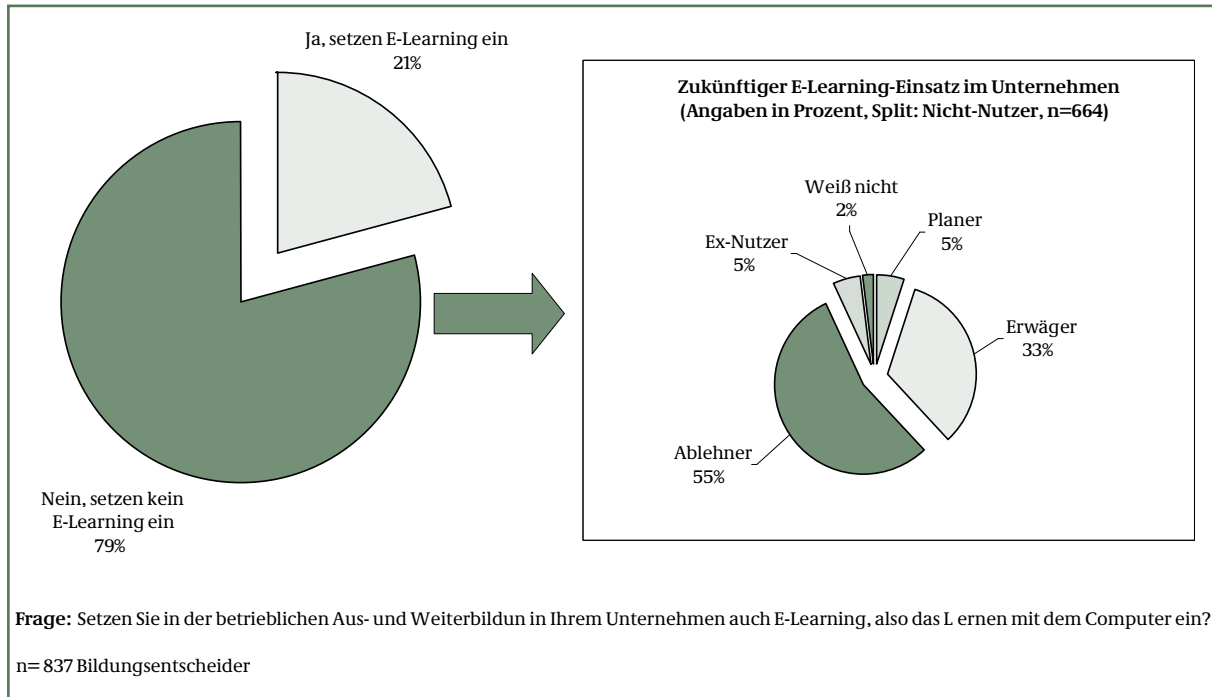 Ja, setzen E-Learning ein
21%
Nein, setzen kein
E-Learning ein
79%
Zukünftiger E-Learning-Einsatz im Unternehmen
(Angaben in Prozent, Split: Nicht-Nutzer, n=664)
Weiß nicht
2%
Planer
5%
Ex-Nutzer
5%
Erwäger
33%
Ablehner
55%
Frage: Setzen Sie in der betrieblichen Aus- und Weiterbildun in Ihrem Unternehmen auch E-Learning, also das L ernen mit dem Computer ein?
n= 837 Bildungsentscheider